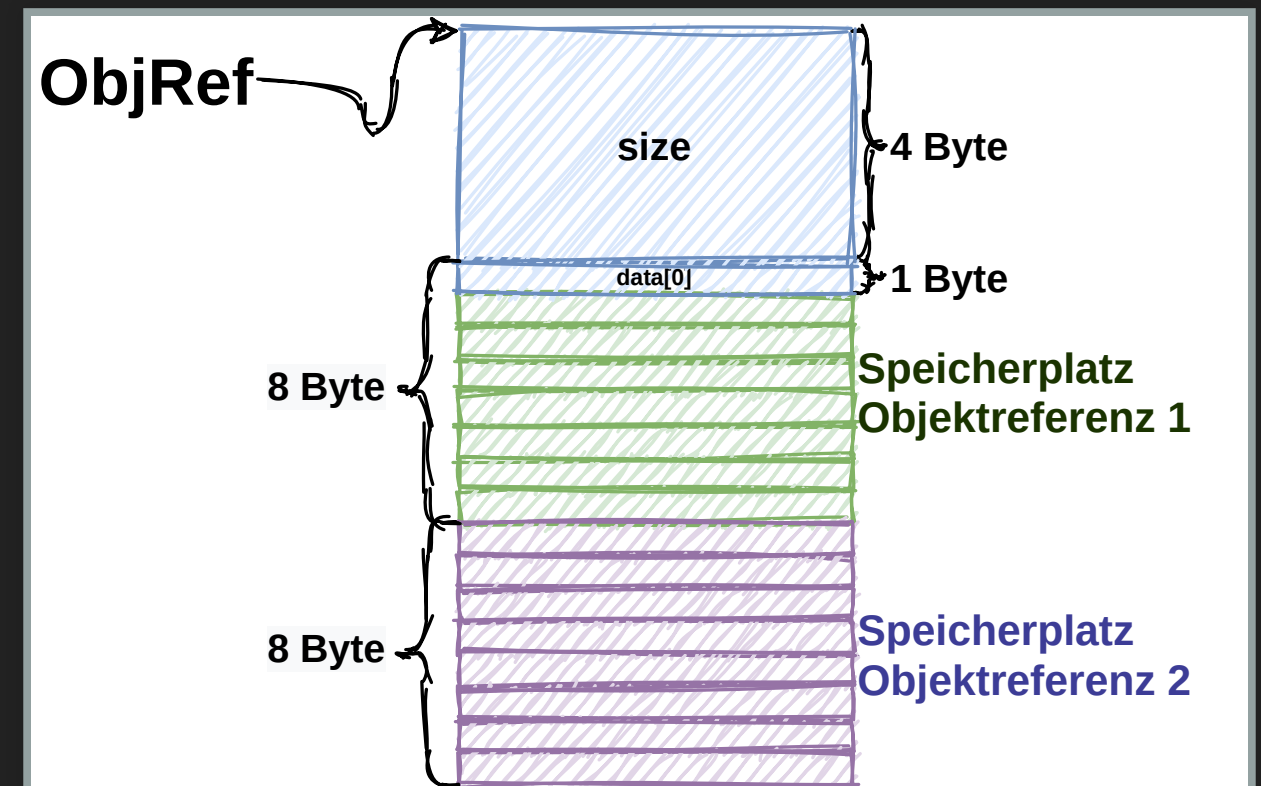 ObjRef
size
4 Byte
data[0]
1 Byte
8 Byte
Speicherplatz
Objektreferenz 1
8 Byte
Speicherplatz
Objektreferenz 2